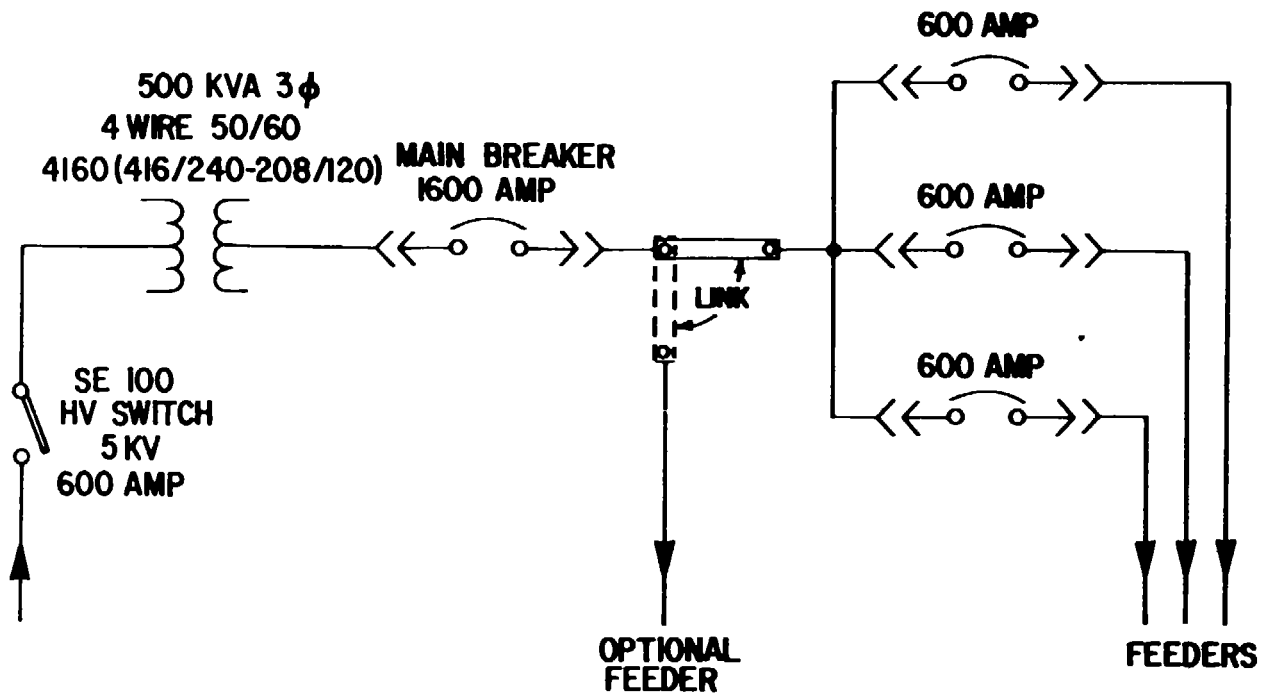 600 AMP
500 KVA 3ϕ
4 WIRE 50/60
4160 (416/240-208/120)
MAIN BREAKER
1600 AMP
600 AMP
LINK
600 AMP
SE 100
HV SWITCH
5 KV
600 AMP
OPTIONAL
FEEDER
FEEDERS